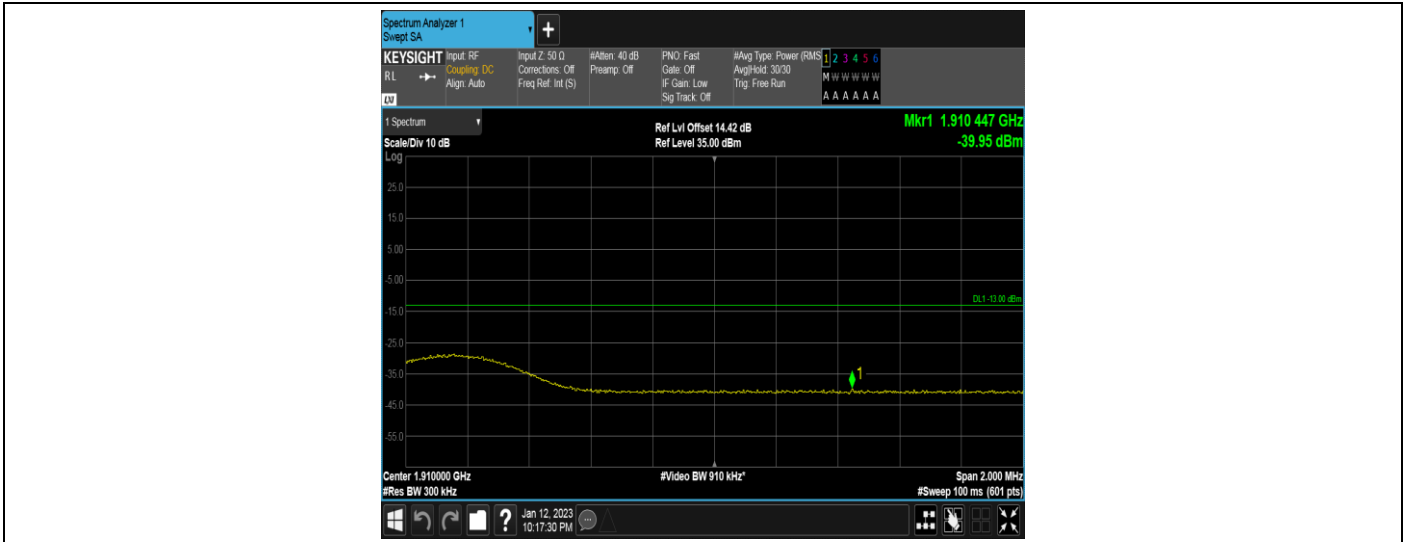 Spectrum Analyzer 1
Swept SA
+
KEYSIGHT
RL
LXI
Input: RF
Coupling: DC
Align: Auto
Input Z: 50 Ω
Corrections: Off
Freq Ref: Int (S)
#Atten: 40 dB
Preamp: Off
PNO: Fast
Gate: Off
IF Gain: Low
Sig Track: Off
#Avg Type: Power (RMS
Avg|Hold: 30/30
Trig: Free Run
1 2 3 4 5 6
M W W W W W
A A A A A A
1 Spectrum
Scale/Div 10 dB
Log
Ref Lvl Offset 14.42 dB
Ref Level 35.00 dBm
Mkr1 1.910 447 GHz
-39.95 dBm
25.0
15.0
5.00
-5.00
DL1 -13.00 dBm
-15.0
-25.0
-35.0
1
-45.0
-55.0
Center 1.910000 GHz
#Res BW 300 kHz
#Video BW 910 kHz*
Span 2.000 MHz
#Sweep 100 ms (601 pts)
?
Jan 12, 2023
10:17:30 PM